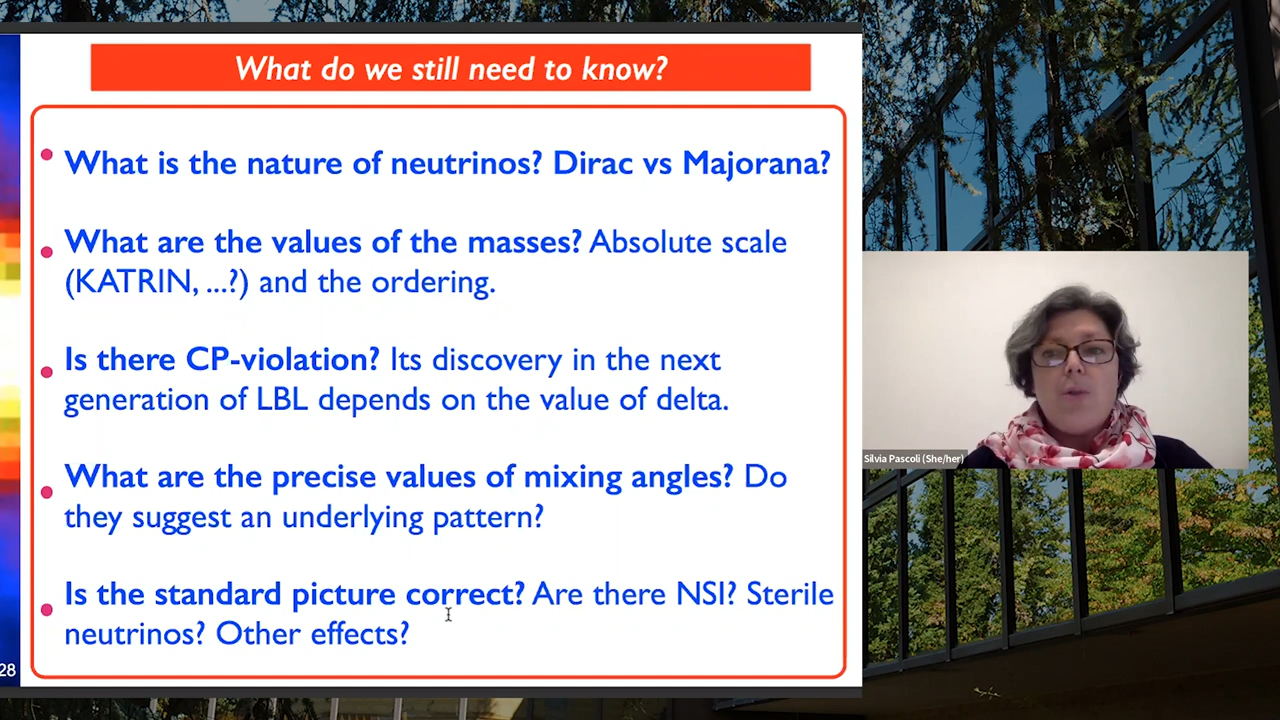 What do we still need to know?
What is the nature of neutrinos? Dirac vs Majorana?
What are the values of the masses? Absolute scale
(KATRIN, ...?) and the ordering.
Is there CP-violation? Its discovery in the next
generation of LBL depends on the value of delta.
What are the precise values of mixing angles? Do
they suggest an underlying pattern?
Is the standard picture correct? Are there NSI? Sterile
neutrinos? Other effects?
28
Silvia Pascoli (She/her)